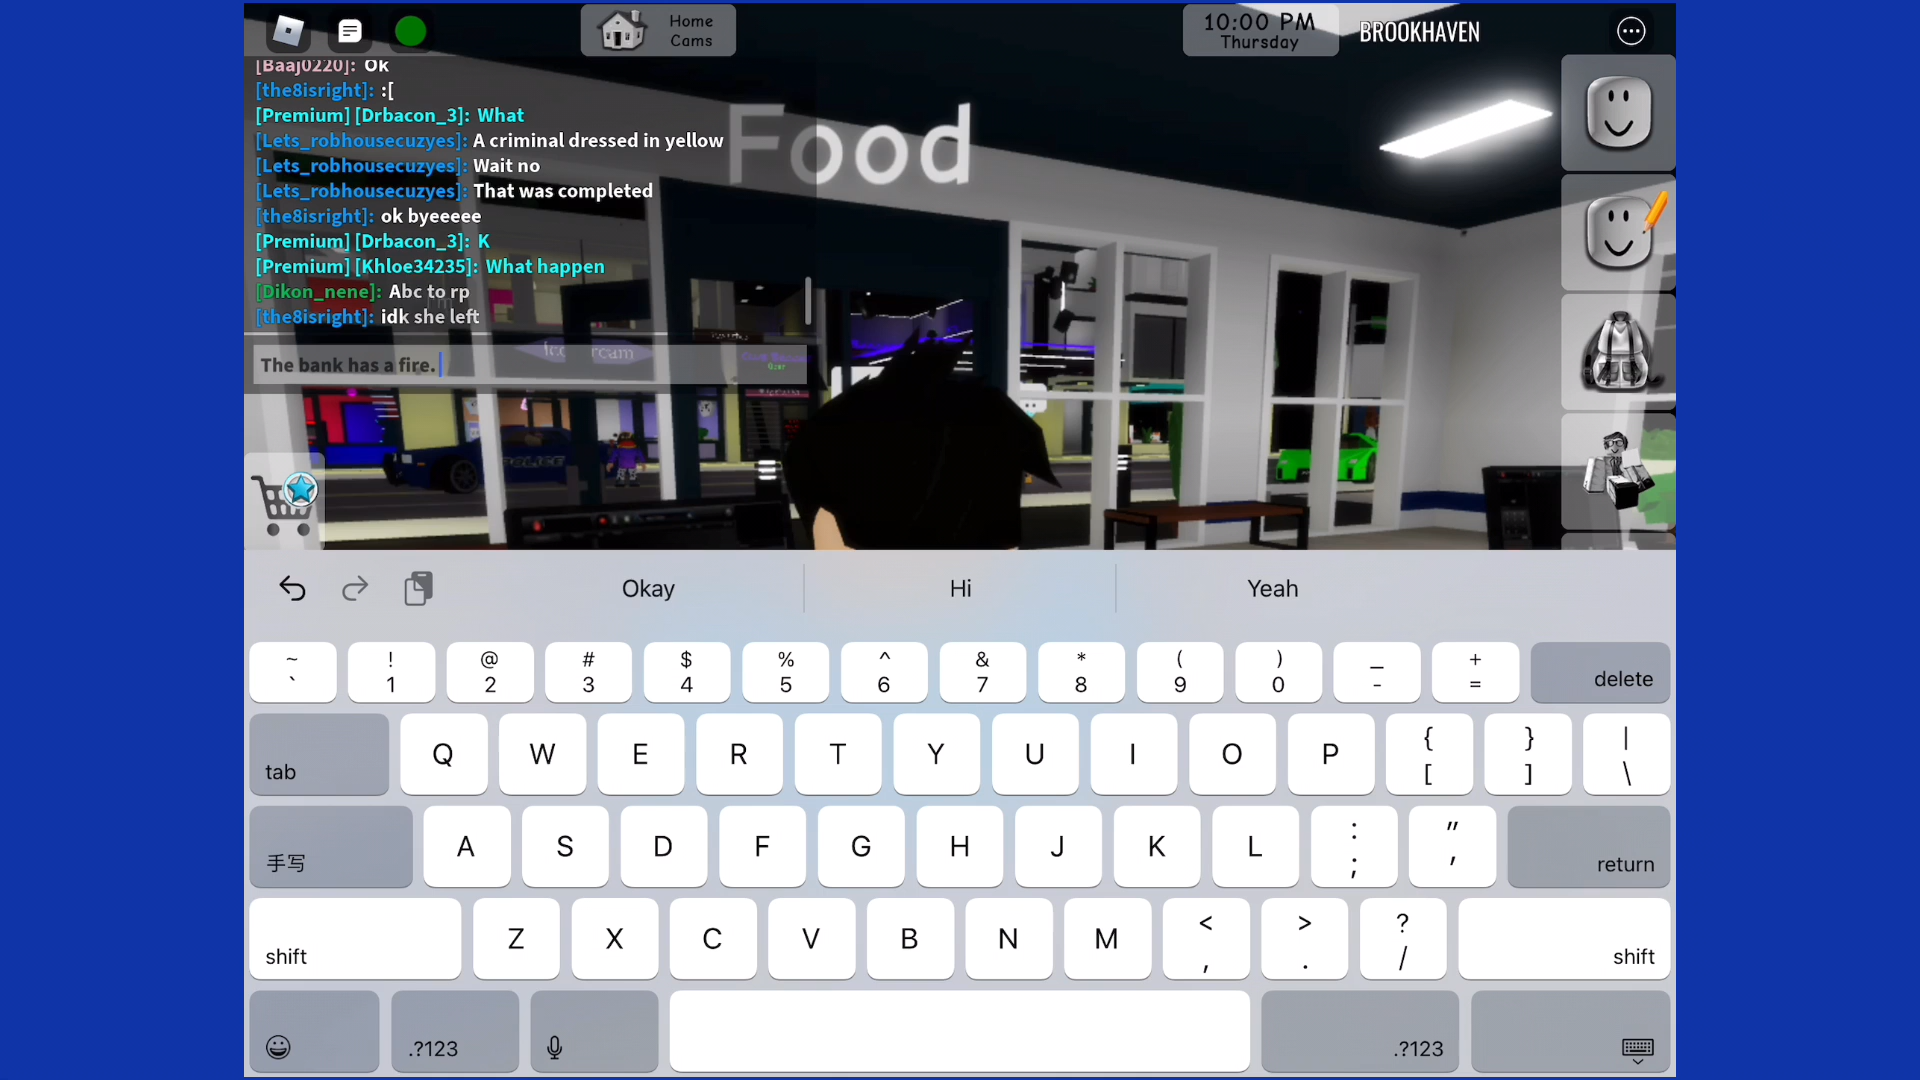 Home
Cams
10:00 PM
Thursday
BROOKHAVEN
[Baaj0220]: Ok
[the8isright]: :[
[Premium] [Drbacon_3]: What
[Lets_robhousecuzyes]: A criminal dressed in yellow
[Lets_robhousecuzyes]: Wait no
[Lets_robhousecuzyes]: That was completed
[the8isright]: ok byeeeee
[Premium] [Drbacon_3]: K
[Premium] [Khloe34235]: What happen
[Dikon_nene]: Abc to rp
[the8isright]: idk she left
Food
The bank has a fire.
POLICE
Okay Hi Yeah
~ ! @ # $ % ^ & * ( ) _ +
` 1 2 3 4 5 6 7 8 9 0 - = delete
tab Q W E R T Y U I O P { [ } ] | \
手写 A S D F G H J K L : ; " ' return
shift Z X C V B N M < , > . ? / shift
.?123 .?123